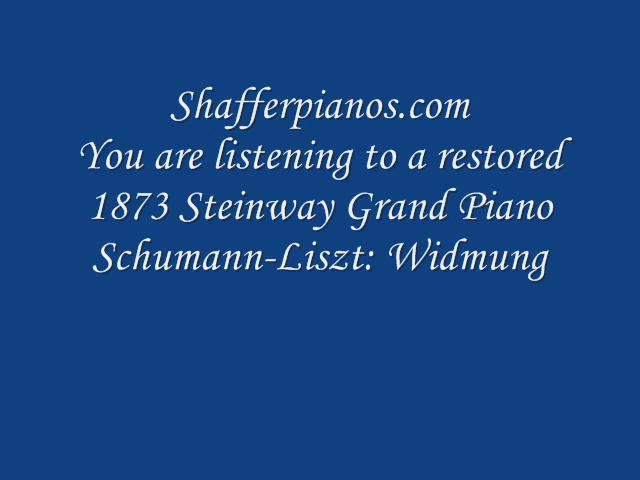 Shafferpianos.com
You are listening to a restored
1873 Steinway Grand Piano
Schumann-Liszt: Widmung